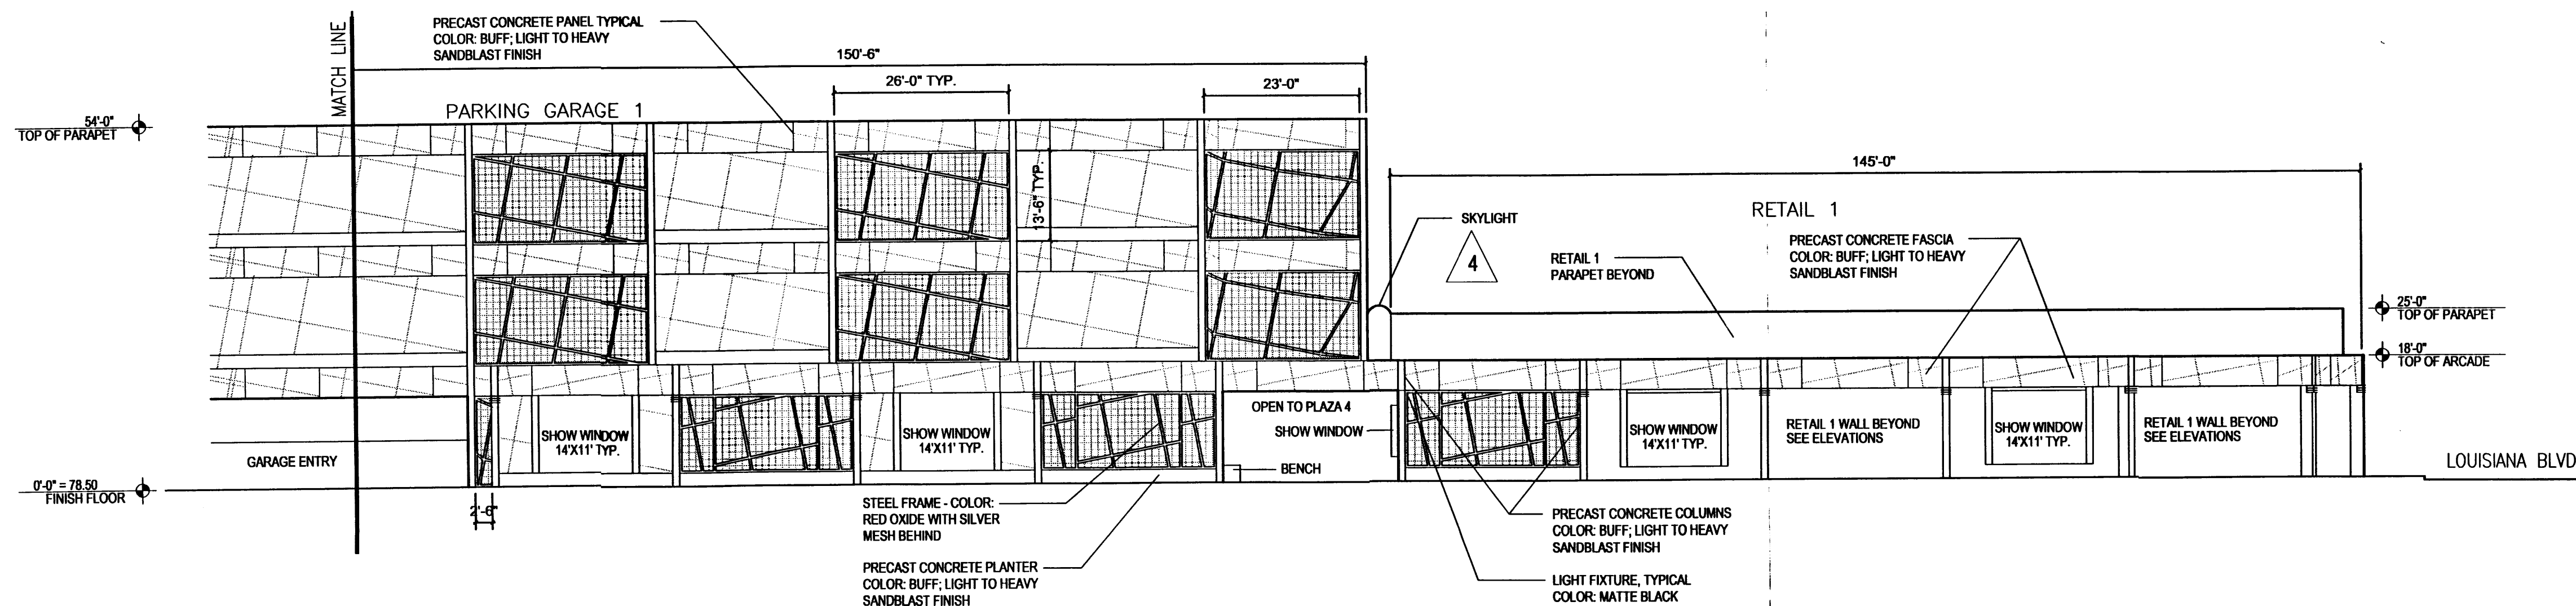 MATCH LINE
PRECAST CONCRETE PANEL TYPICAL
COLOR: BUFF; LIGHT TO HEAVY
SANDBLAST FINISH
150'-6"
26'-0" TYP.
23'-0"
PARKING GARAGE 1
54'-0"
TOP OF PARAPET
13'-6" TYP.
145'-0"
SKYLIGHT
4
RETAIL 1
RETAIL 1
PARAPET BEYOND
PRECAST CONCRETE FASCIA
COLOR: BUFF; LIGHT TO HEAVY
SANDBLAST FINISH
25'-0"
TOP OF PARAPET
18'-0"
TOP OF ARCADE
GARAGE ENTRY
SHOW WINDOW
14'X11' TYP.
SHOW WINDOW
14'X11' TYP.
OPEN TO PLAZA 4
SHOW WINDOW
BENCH
SHOW WINDOW
14'X11' TYP.
RETAIL 1 WALL BEYOND
SEE ELEVATIONS
SHOW WINDOW
14'X11' TYP.
RETAIL 1 WALL BEYOND
SEE ELEVATIONS
LOUISIANA BLVD
0'-0" = 78.50
FINISH FLOOR
2'-6"
STEEL FRAME - COLOR:
RED OXIDE WITH SILVER
MESH BEHIND
PRECAST CONCRETE PLANTER
COLOR: BUFF; LIGHT TO HEAVY
SANDBLAST FINISH
PRECAST CONCRETE COLUMNS
COLOR: BUFF; LIGHT TO HEAVY
SANDBLAST FINISH
LIGHT FIXTURE, TYPICAL
COLOR: MATTE BLACK